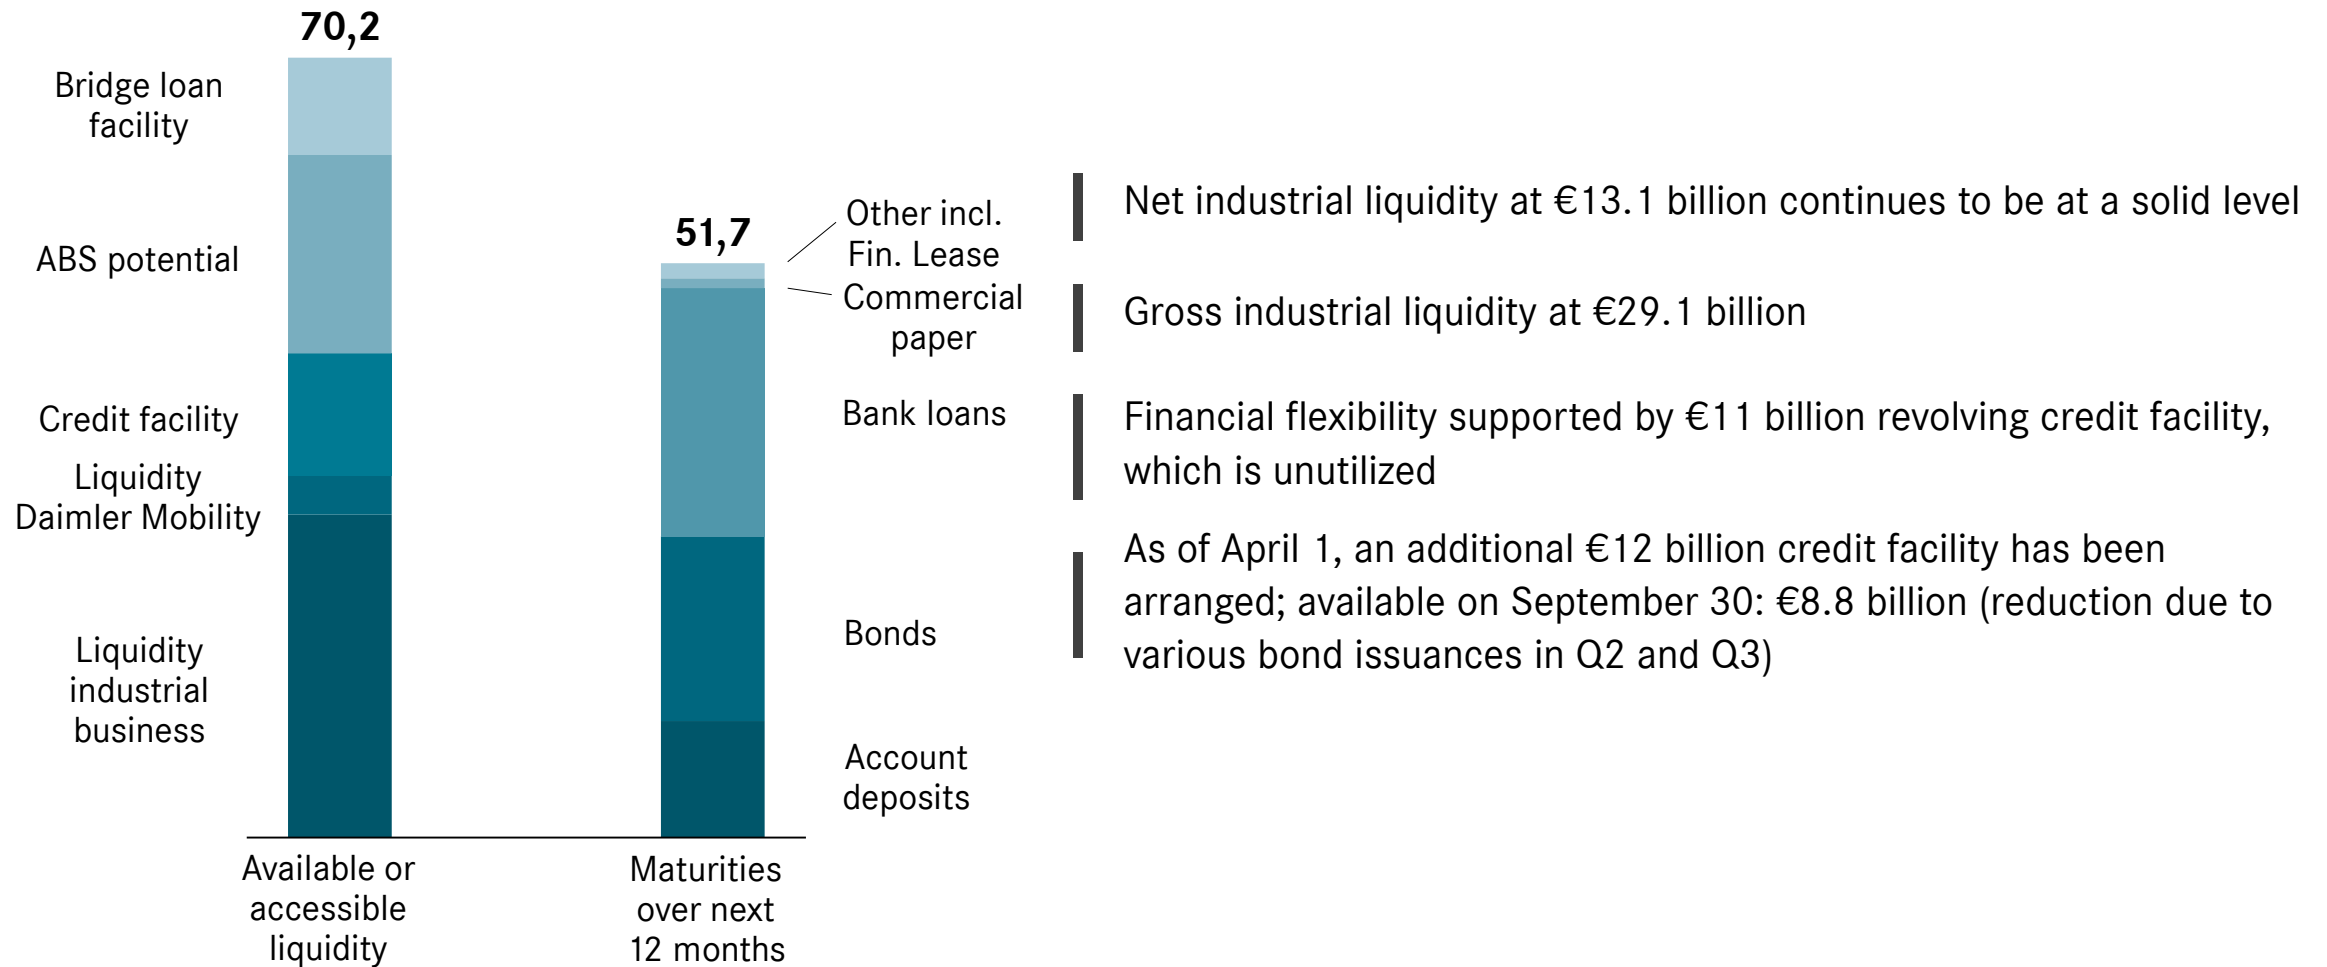 70,2
Bridge loan
facility
ABS potential
Credit facility
Liquidity
Daimler Mobility
Liquidity
industrial
business
Available or
accessible
liquidity
51,7
Other incl.
Fin. Lease
Commercial
paper
Bank loans
Bonds
Account
deposits
Maturities
over next
12 months
Net industrial liquidity at €13.1 billion continues to be at a solid level
Gross industrial liquidity at €29.1 billion
Financial flexibility supported by €11 billion revolving credit facility,
which is unutilized
As of April 1, an additional €12 billion credit facility has been
arranged; available on September 30: €8.8 billion (reduction due to
various bond issuances in Q2 and Q3)